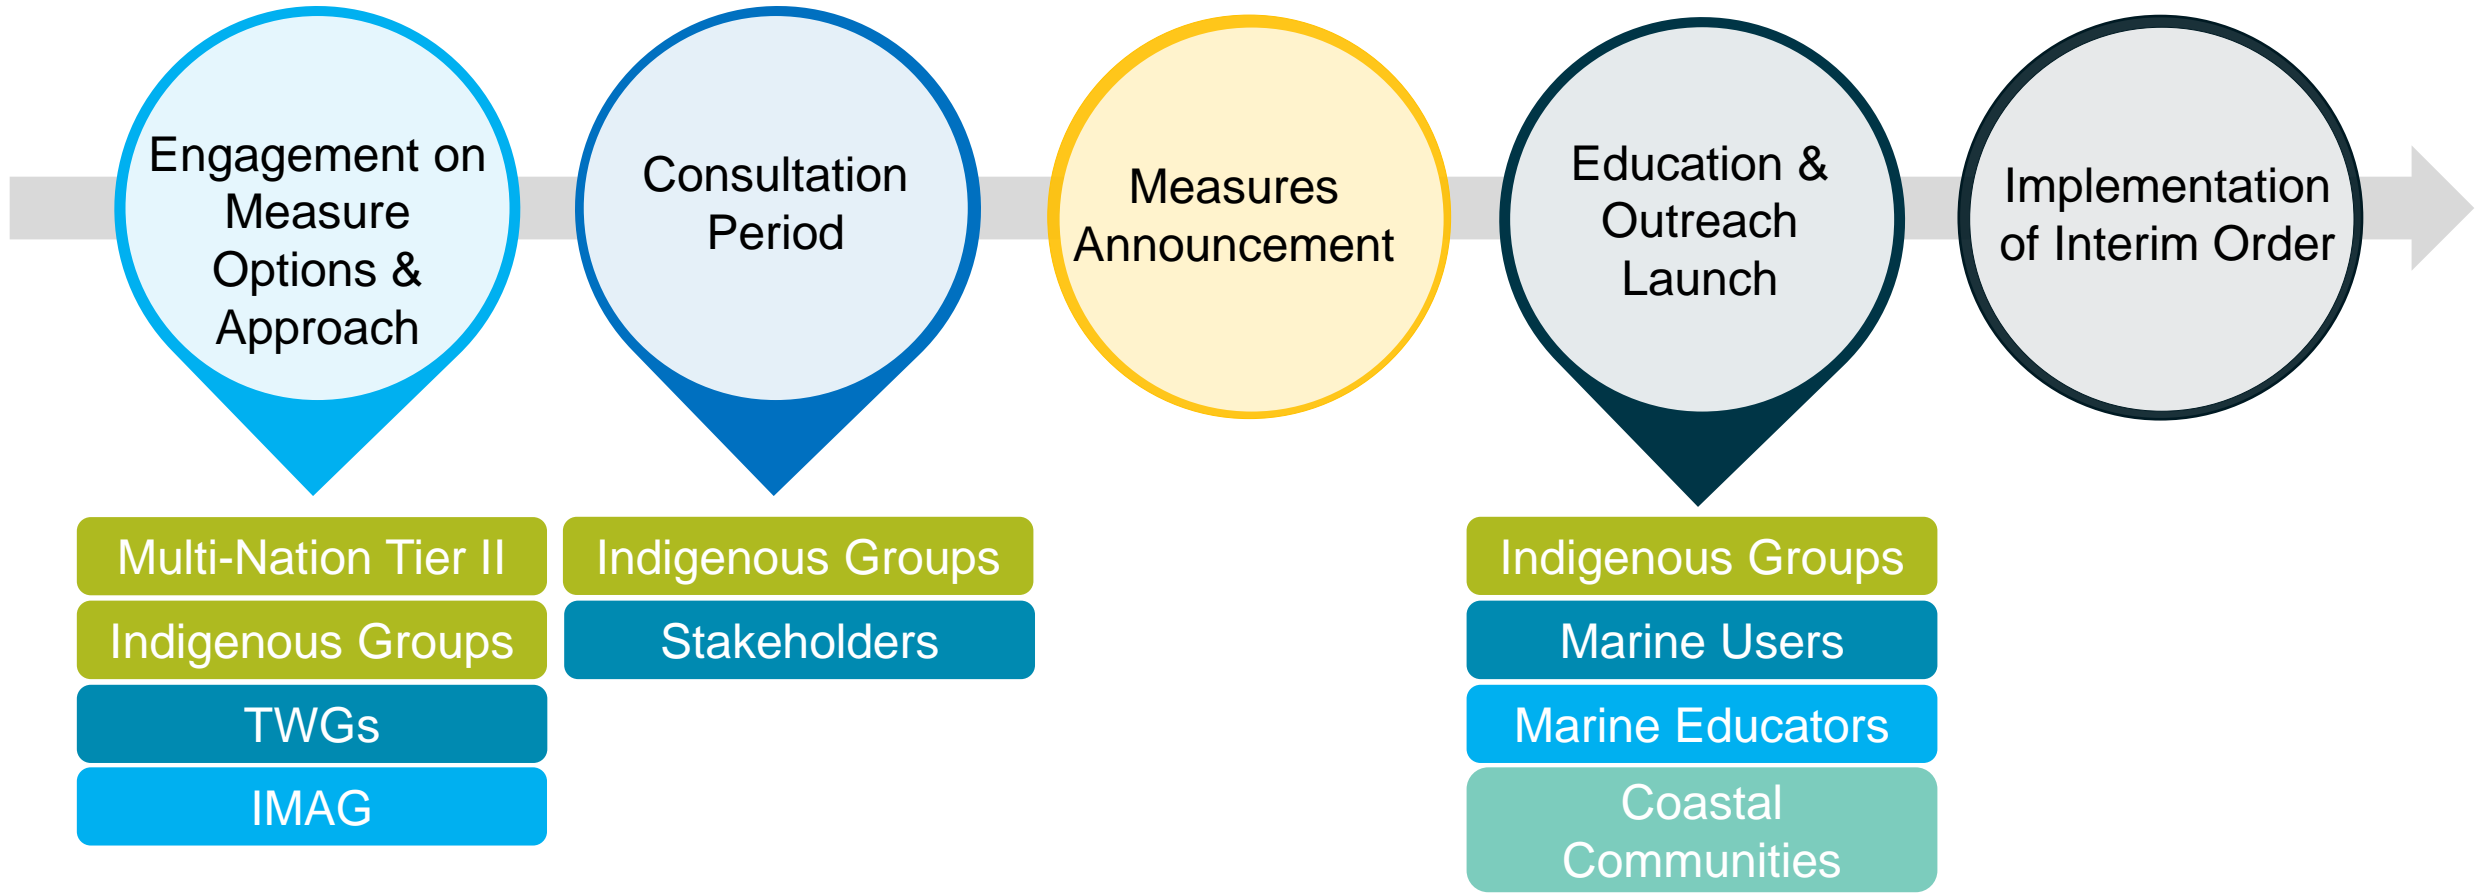 Engagement on
Measure
Options &
Approach
Consultation
Period
Measures
Announcement
Education &
Outreach
Launch
Implementation
of Interim Order
Multi-Nation Tier II
Indigenous Groups
TWGs
IMAG
Indigenous Groups
Stakeholders
Indigenous Groups
Marine Users
Marine Educators
Coastal
Communities